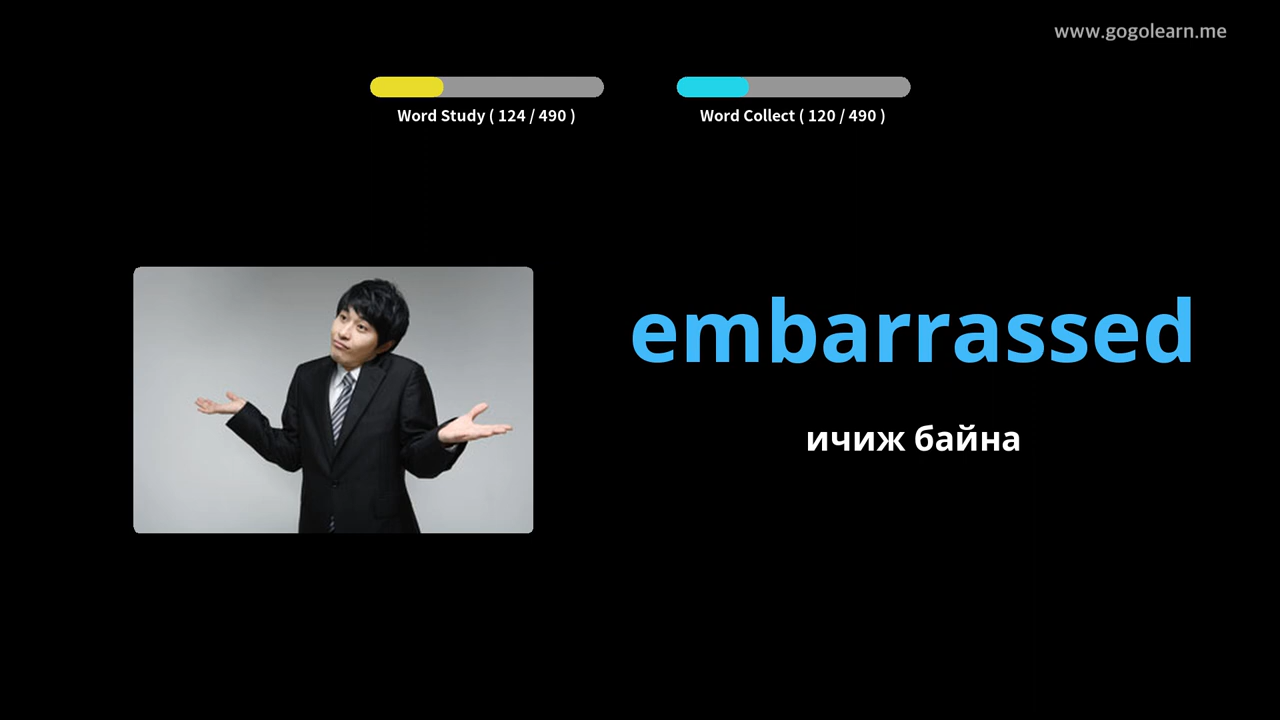 www.gogolearn.me
Word Study ( 124 / 490 )
Word Collect ( 120 / 490 )
embarrassed
ичиж байна